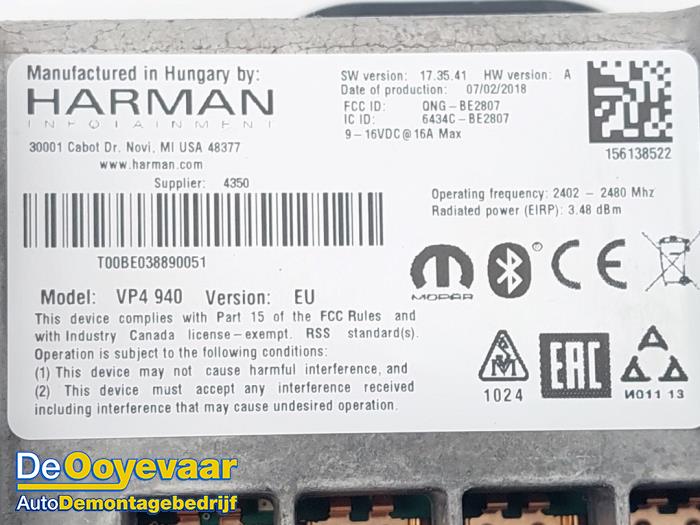 Manufactured in Hungary by:
HARMAN
INFOTAINMENT
30001 Cabot Dr. Novi, MI USA 48377
www.harman.com
Supplier: 4350
T00BE038890051
Model: VP4 940 Version: EU
This device complies with Part 15 of the FCC Rules and
with Industry Canada license-exempt. RSS standard(s).
Operation is subject to the following conditions:
(1) This device may not cause harmful interference, and
(2) This device must accept any interference received
including interference that may cause undesired operation.
SW version: 17.35.41 HW version: A
Date of production: 07/02/2018
FCC ID: QNG-BE2807
IC ID: 6434C-BE2807
9-16VDC@16A Max
156138522
Operating frequency: 2402 - 2480 Mhz
Radiated power (EIRP): 3.48 dBm
MOPAR
CE
1024
EAC
И011 13
De Ooyevaar
AutoDemontagebedrijf